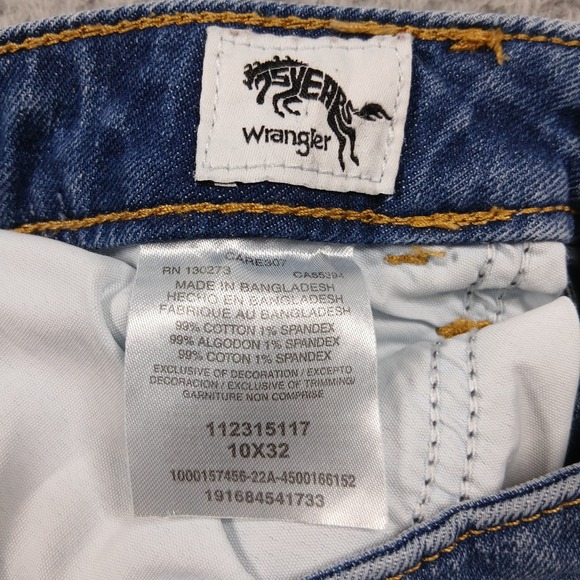 75YEARS
Wrangler
CARE307
RN 130273 CA55394
MADE IN BANGLADESH
HECHO EN BANGLADESH
FABRIQUE AU BANGLADESH
99% COTTON 1% SPANDEX
99% ALGODON 1% SPANDEX
99% COTON 1% SPANDEX
EXCLUSIVE OF DECORATION / EXCEPTO
DECORACION / EXCLUSIVE OF TRIMMING/
GARNITURE NON COMPRISE
112315117
10X32
1000157456-22A-4500166152
191684541733